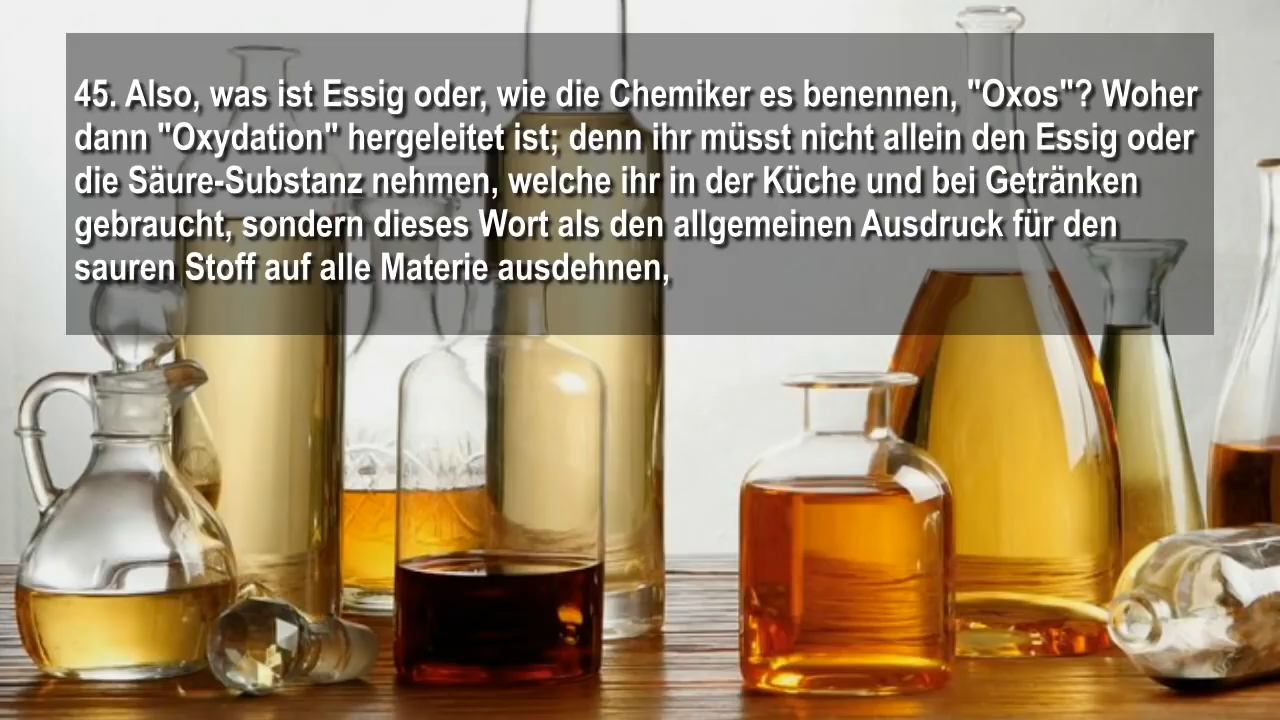 45. Also, was ist Essig oder, wie die Chemiker es benennen, "Oxos"? Woher
dann "Oxydation" hergeleitet ist; denn ihr müsst nicht allein den Essig oder
die Säure-Substanz nehmen, welche ihr in der Küche und bei Getränken
gebraucht, sondern dieses Wort als den allgemeinen Ausdruck für den
sauren Stoff auf alle Materie ausdehnen,